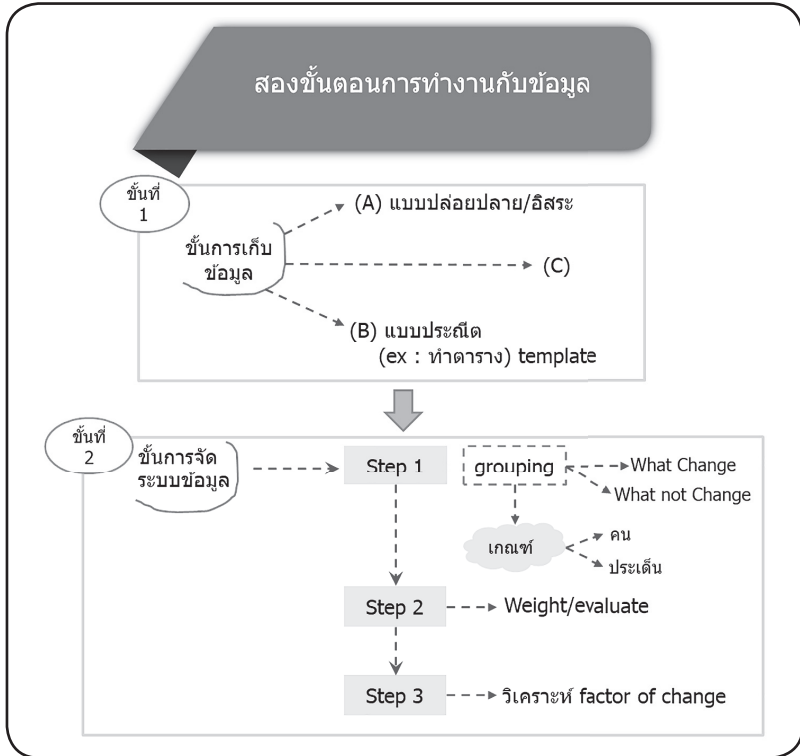 สองขั้นตอนการทำงานกับข้อมูล
ขั้นที่
1
(A) แบบปล่อยปลาย/อิสระ
ขั้นการเก็บ
ข้อมูล
(C)
(B) แบบประณีต
(ex : ทำตาราง) template
ขั้นที่
2
ขั้นการจัด
ระบบข้อมูล
Step 1
grouping
What Change
What not Change
เกณฑ์
คน
ประเด็น
Step 2
Weight/evaluate
Step 3
วิเคราะห์ factor of change